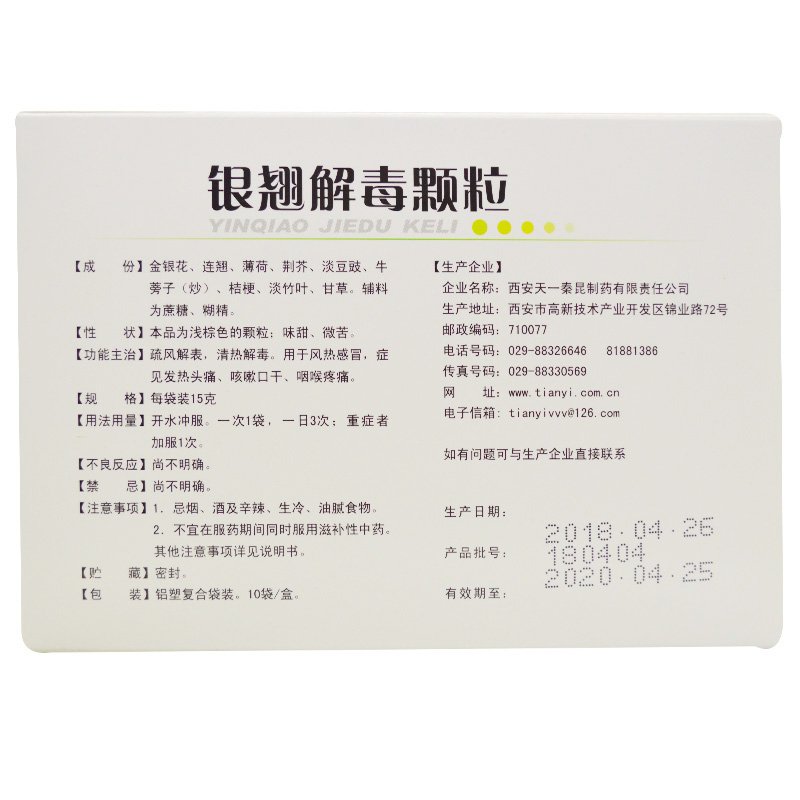 银翘解毒颗粒
YINQIAO JIEDU KELI
【成　份】金银花、连翘、薄荷、荆芥、淡豆豉、牛
蒡子（炒）、桔梗、淡竹叶、甘草。辅料
为蔗糖、糊精。
【性　状】本品为浅棕色的颗粒；味甜、微苦。
【功能主治】疏风解表，清热解毒。用于风热感冒，症
见发热头痛、咳嗽口干、咽喉疼痛。
【规　格】每袋装15克
【用法用量】开水冲服。一次1袋，一日3次；重症者
加服1次。
【不良反应】尚不明确。
【禁　忌】尚不明确。
【注意事项】1．忌烟、酒及辛辣、生冷、油腻食物。
2．不宜在服药期间同时服用滋补性中药。
其他注意事项详见说明书。
【贮　藏】密封。
【包　装】铝塑复合袋装。10袋/盒。
【生产企业】
企业名称：西安天一秦昆制药有限责任公司
生产地址：西安市高新技术产业开发区锦业路72号
邮政编码：710077
电话号码：029-88326646　81881386
传真号码：029-88330569
网　　址：www.tianyi.com.cn
电子信箱：tianyivvv@126.com
如有问题可与生产企业直接联系
生产日期：2018.04.26
产品批号：180404
有效期至：2020.04.25